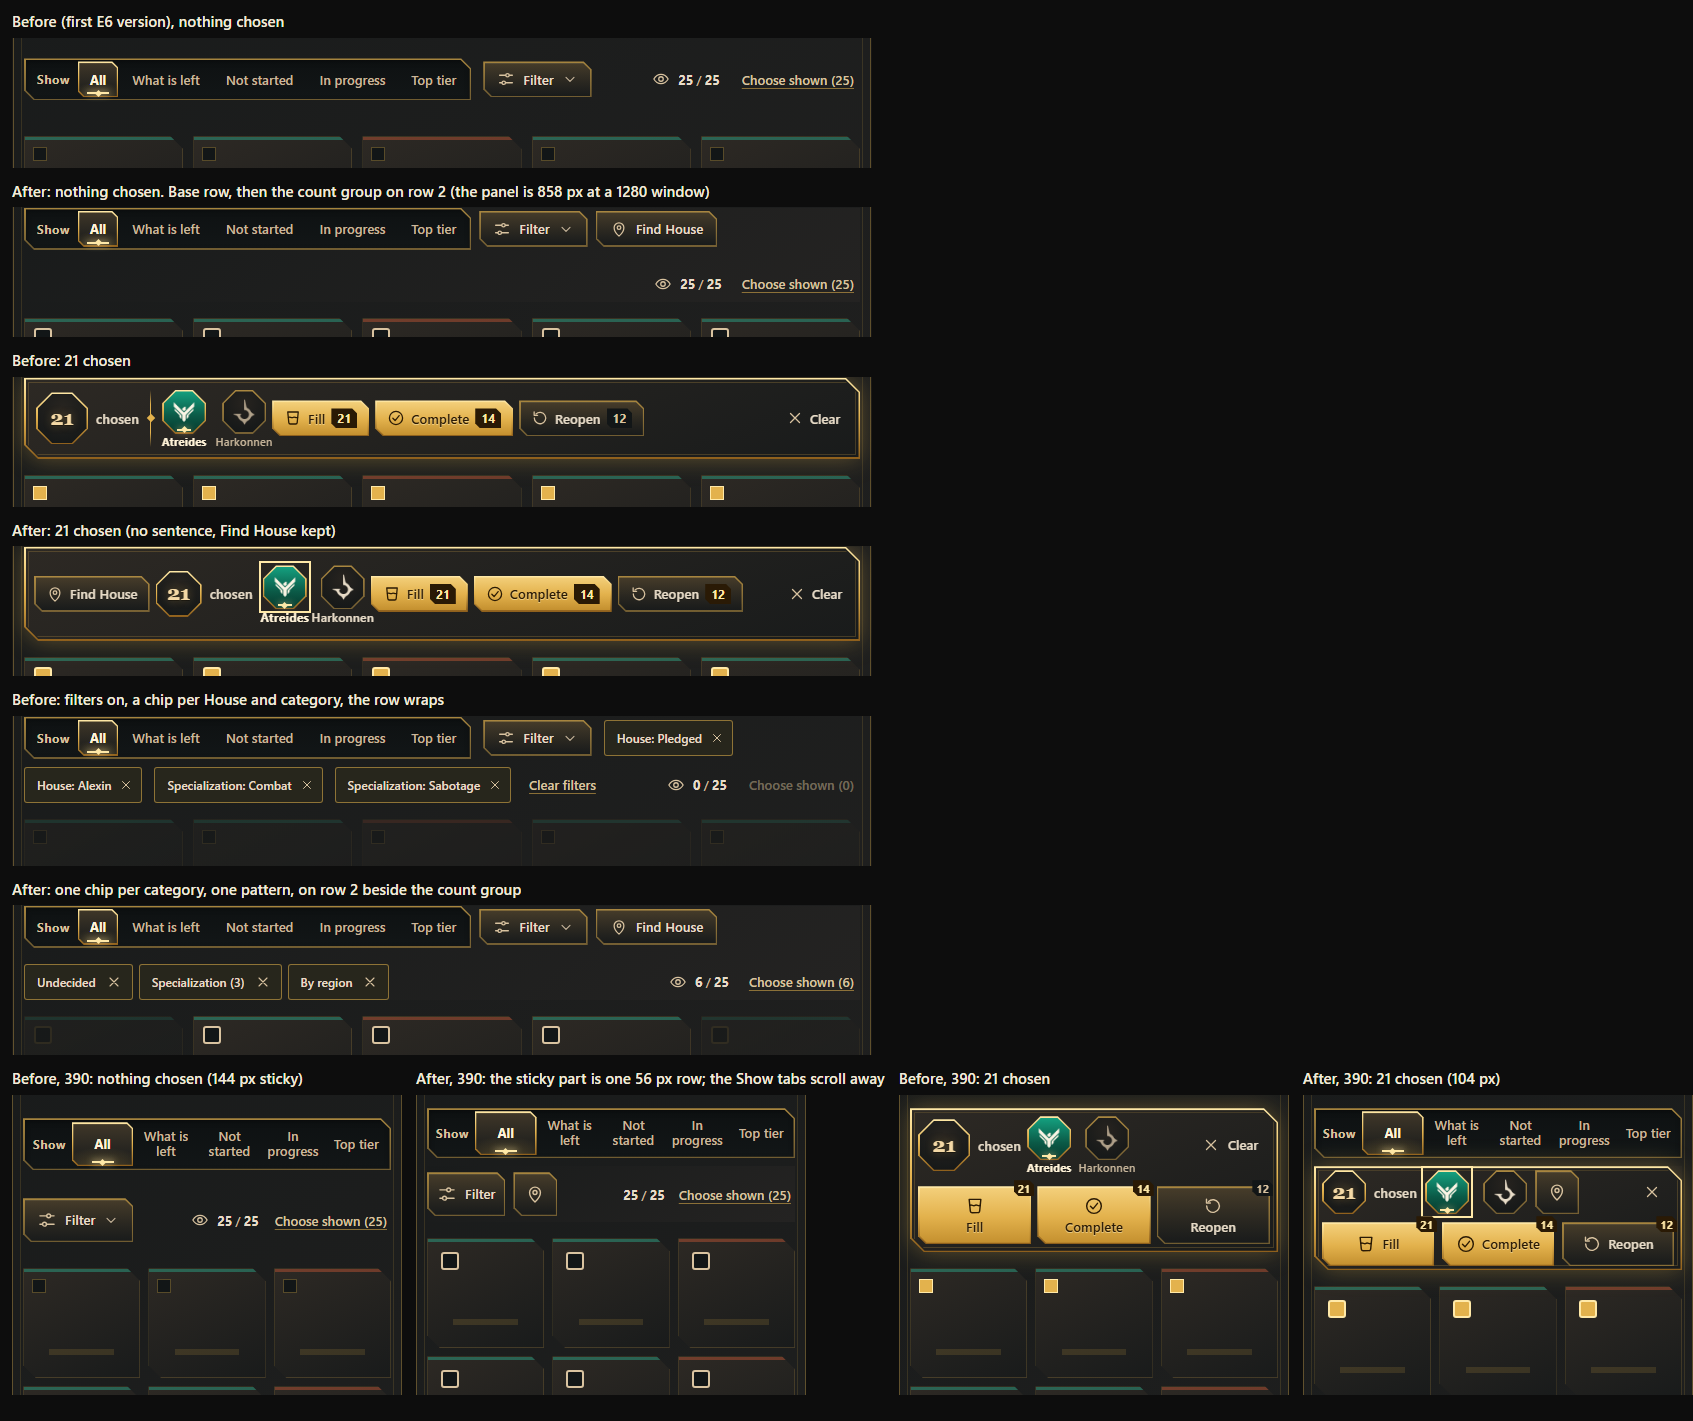 Before (first E6 version), nothing chosen
Show All What is left Not started In progress Top tier Filter 25 / 25 Choose shown (25)
After: nothing chosen. Base row, then the count group on row 2 (the panel is 858 px at a 1280 window)
Show All What is left Not started In progress Top tier Filter Find House
25 / 25 Choose shown (25)
Before: 21 chosen
21 chosen Fill 21 Complete 14 Reopen 12 Clear
Atreides Harkonnen
After: 21 chosen (no sentence, Find House kept)
Find House 21 chosen Fill 21 Complete 14 Reopen 12 Clear
Atreides Harkonnen
Before: filters on, a chip per House and category, the row wraps
Show All What is left Not started In progress Top tier Filter House: Pledged
House: Alexin Specialization: Combat Specialization: Sabotage Clear filters 0 / 25 Choose shown (0)
After: one chip per category, one pattern, on row 2 beside the count group
Show All What is left Not started In progress Top tier Filter Find House
Undecided Specialization (3) By region 6 / 25 Choose shown (6)
Before, 390: nothing chosen (144 px sticky)
Show All What is left Not started In progress Top tier
Filter 25 / 25 Choose shown (25)
After, 390: the sticky part is one 56 px row; the Show tabs scroll away
Show All What is left Not started In progress Top tier
Filter 25 / 25 Choose shown (25)
Before, 390: 21 chosen
21 chosen Clear
Atreides Harkonnen
21 14 12
Fill Complete Reopen
After, 390: 21 chosen (104 px)
Show All What is left Not started In progress Top tier
21 chosen
21 14 12
Fill Complete Reopen